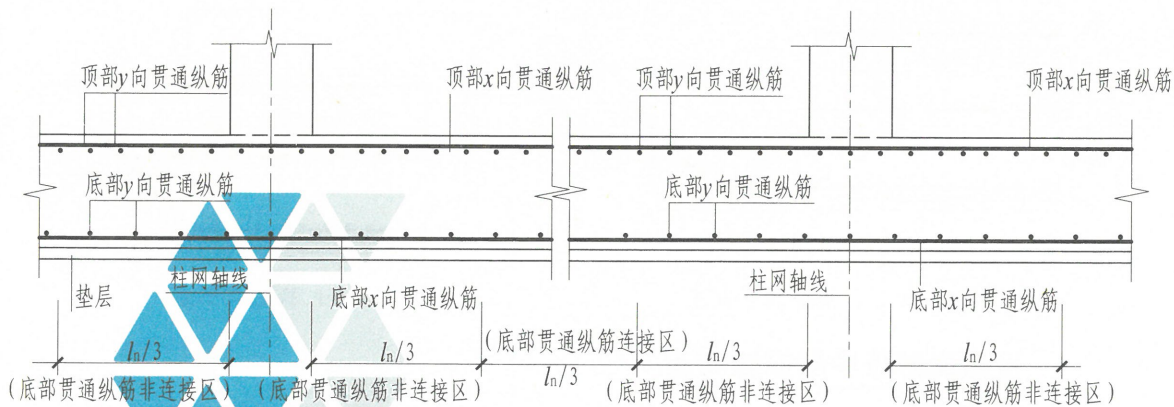 顶部y向贯通纵筋
顶部x向贯通纵筋
顶部y向贯通纵筋
顶部x向贯通纵筋
底部y向贯通纵筋
底部y向贯通纵筋
垫层
柱网轴线
底部x向贯通纵筋
柱网轴线
底部x向贯通纵筋
(底部贯通纵筋连接区)
ln/3
ln/3
ln/3
ln/3
ln/3
(底部贯通纵筋非连接区)
(底部贯通纵筋非连接区)
(底部贯通纵筋非连接区)
(底部贯通纵筋非连接区)